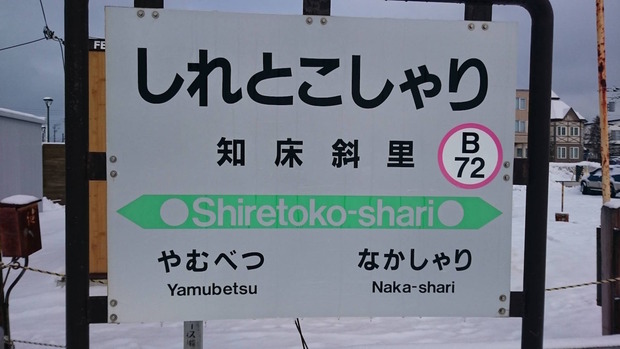 しれとこしゃり
知床斜里
B
72
Shiretoko-shari
やむべつ
なかしゃり
Yamubetsu
Naka-shari